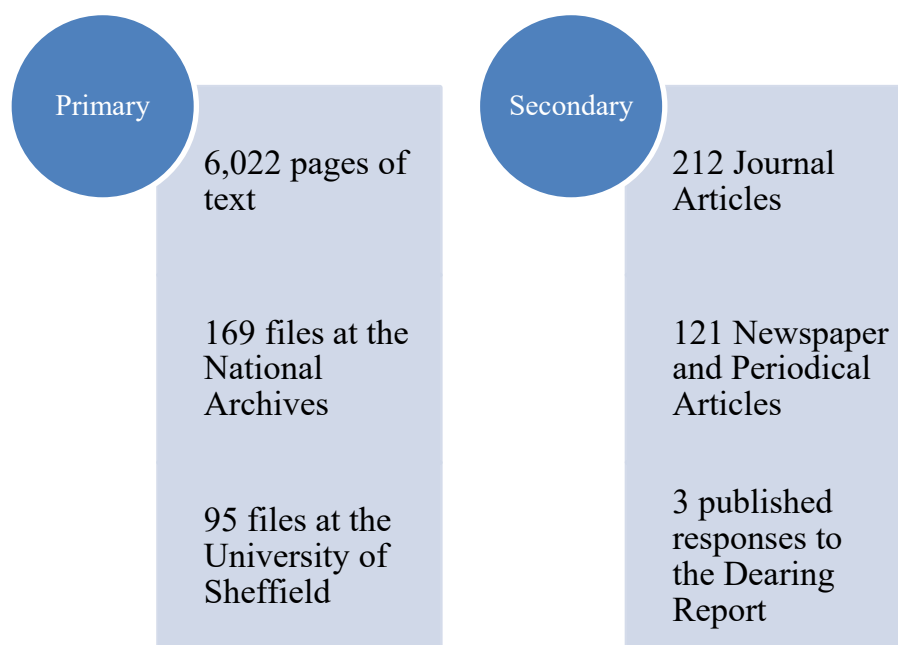 Primary
6,022 pages of
text
169 files at the
National
Archives
95 files at the
University of
Sheffield
Secondary
212 Journal
Articles
121 Newspaper
and Periodical
Articles
3 published
responses to
the Dearing
Report